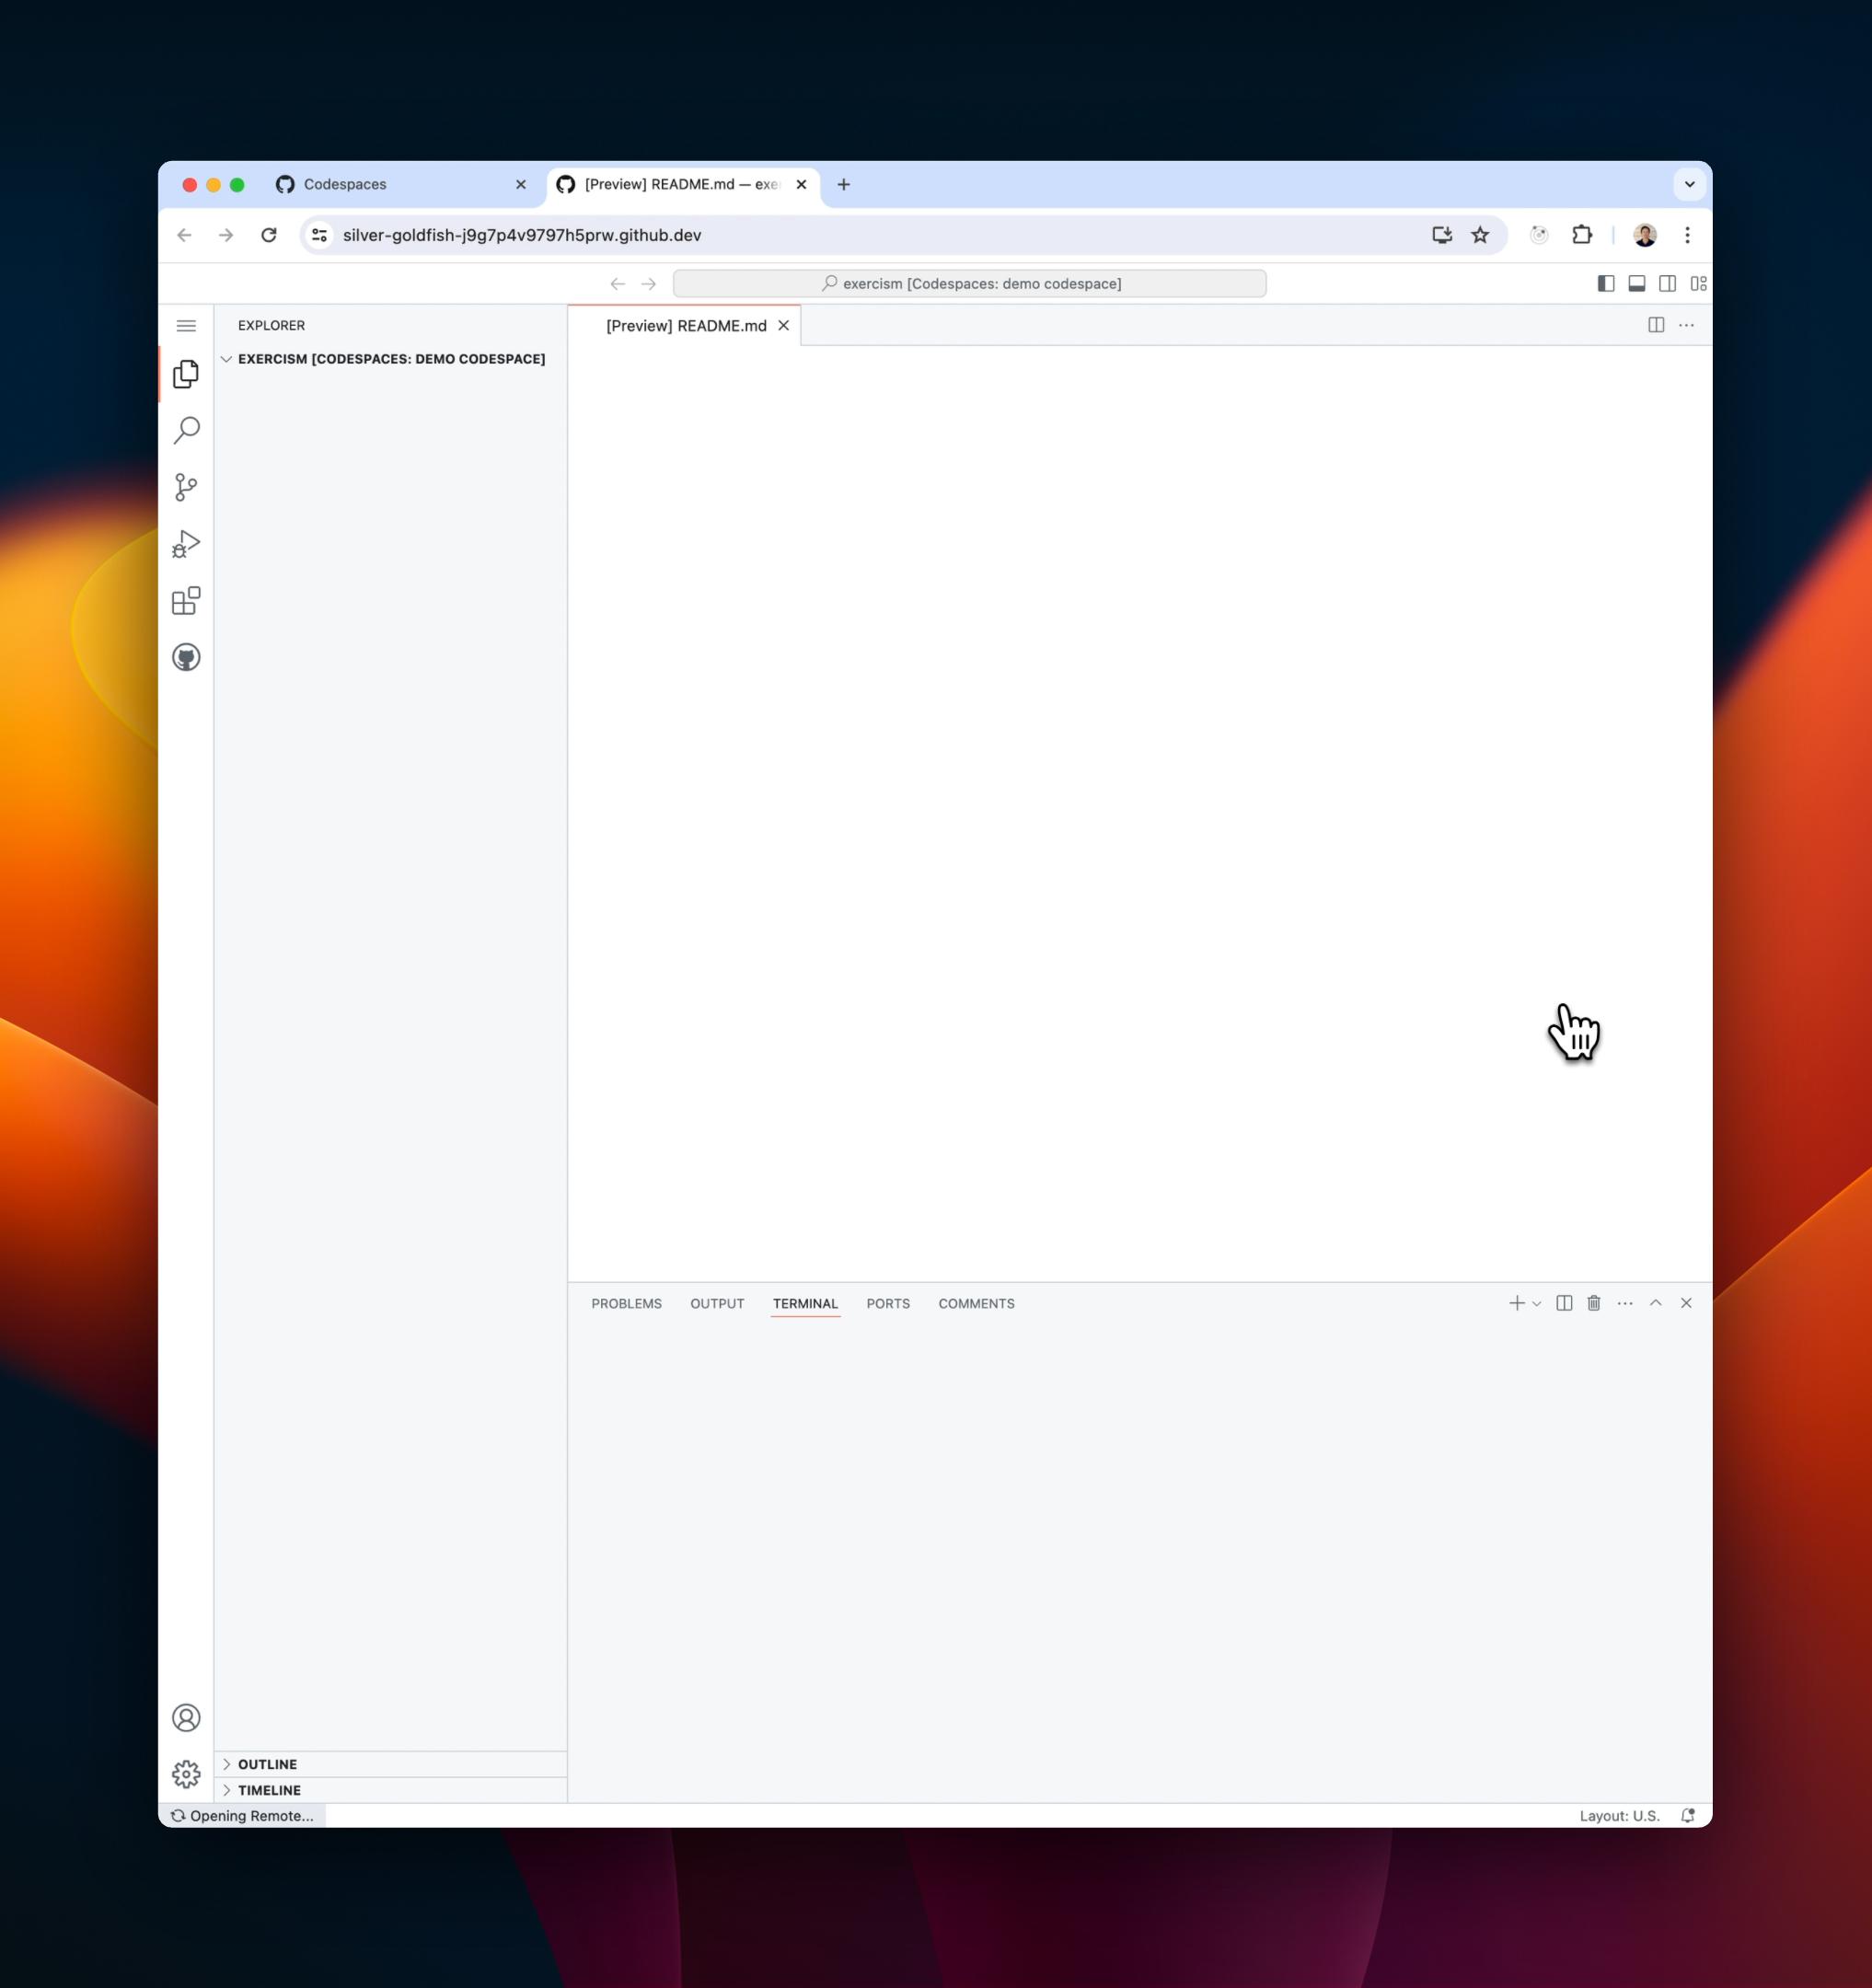 Codespaces
[Preview] README.md — exe
silver-goldfish-j9g7p4v9797h5prw.github.dev
exercism [Codespaces: demo codespace]
EXPLORER
[Preview] README.md
EXERCISM [CODESPACES: DEMO CODESPACE]
PROBLEMS OUTPUT TERMINAL PORTS COMMENTS
OUTLINE
TIMELINE
Opening Remote...
Layout: U.S.